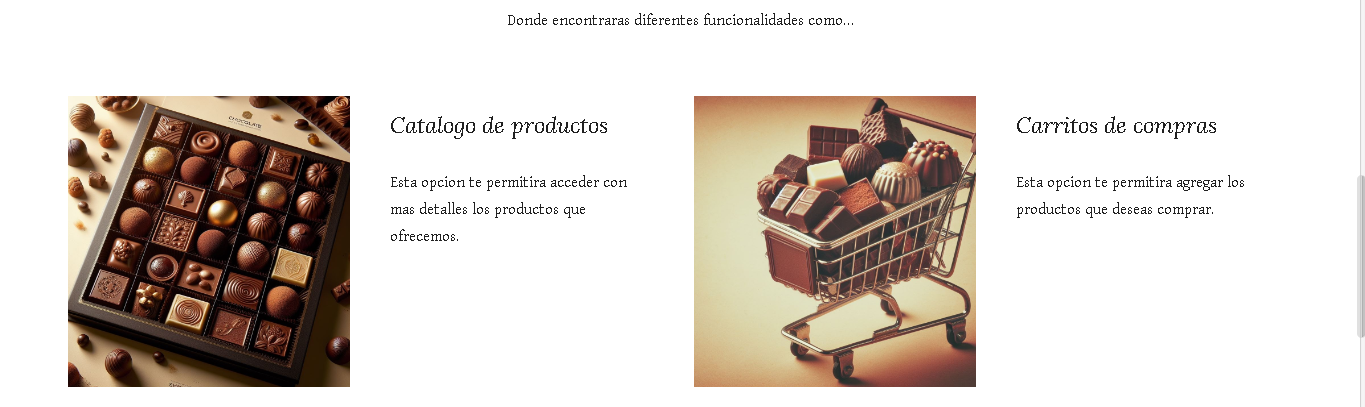 Donde encontraras diferentes funcionalidades como...
Catalogo de productos
Esta opcion te permitira acceder con
mas detalles los productos que
ofrecemos.
Carritos de compras
Esta opcion te permitira agregar los
productos que deseas comprar.